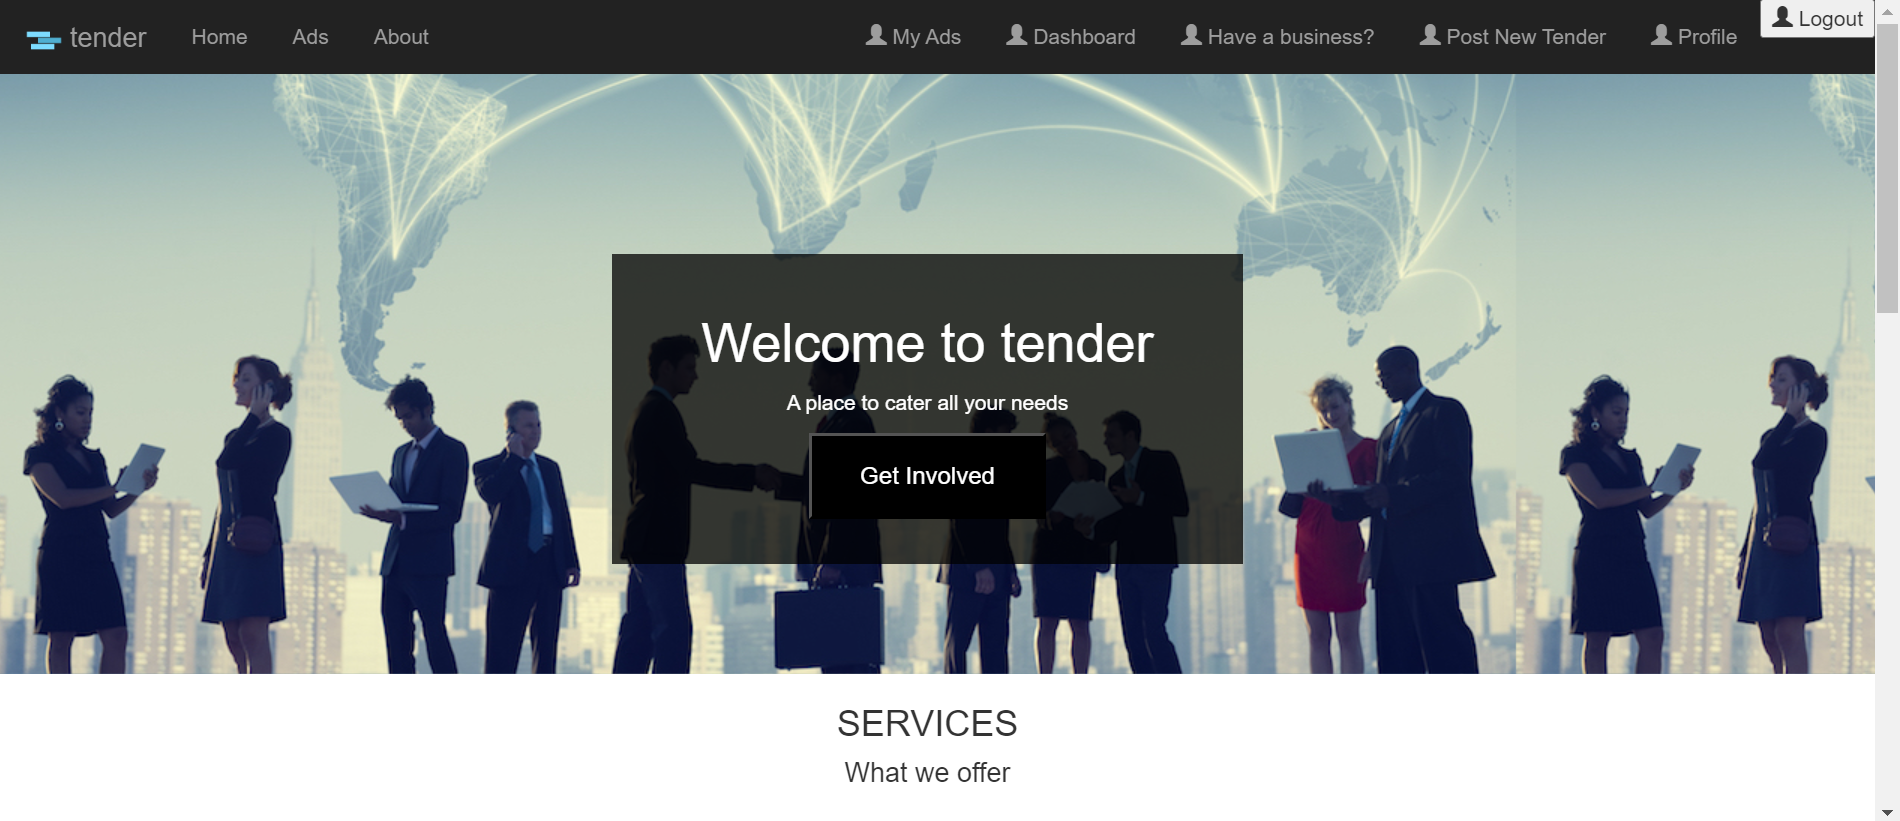 tender Home Ads About My Ads Dashboard Have a business? Post New Tender Profile Logout
Welcome to tender
A place to cater all your needs
Get Involved
SERVICES
What we offer